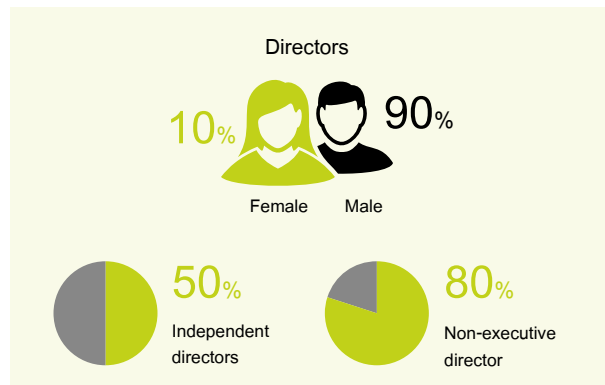 Directors
10%
90%
Female Male
50%
Independent
directors
80%
Non-executive
director